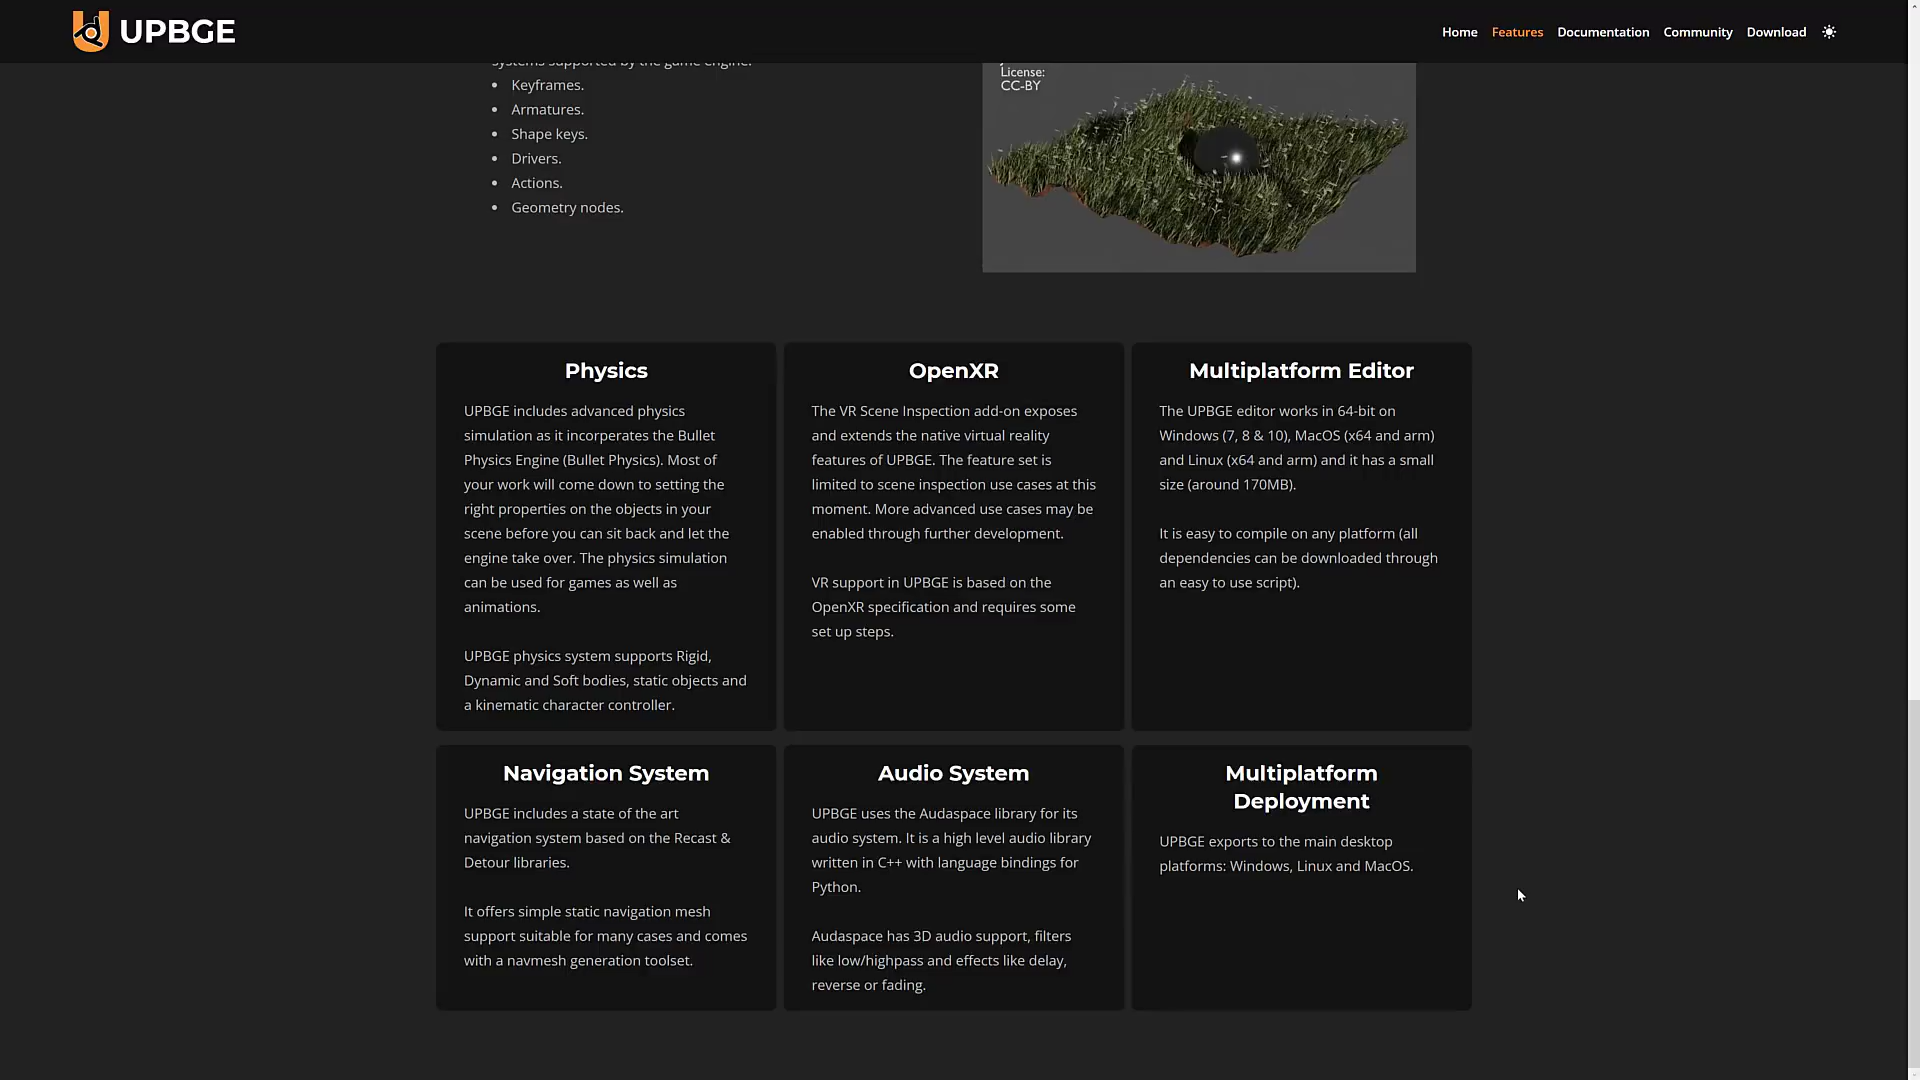 UPBGE
Home Features Documentation Community Download
systems supported by the game engine.
• Keyframes.
• Armatures.
• Shape keys.
• Drivers.
• Actions.
• Geometry nodes.
License:
CC-BY
Physics
UPBGE includes advanced physics
simulation as it incorperates the Bullet
Physics Engine (Bullet Physics). Most of
your work will come down to setting the
right properties on the objects in your
scene before you can sit back and let the
engine take over. The physics simulation
can be used for games as well as
animations.
UPBGE physics system supports Rigid,
Dynamic and Soft bodies, static objects and
a kinematic character controller.
OpenXR
The VR Scene Inspection add-on exposes
and extends the native virtual reality
features of UPBGE. The feature set is
limited to scene inspection use cases at this
moment. More advanced use cases may be
enabled through further development.
VR support in UPBGE is based on the
OpenXR specification and requires some
set up steps.
Multiplatform Editor
The UPBGE editor works in 64-bit on
Windows (7, 8 & 10), MacOS (x64 and arm)
and Linux (x64 and arm) and it has a small
size (around 170MB).
It is easy to compile on any platform (all
dependencies can be downloaded through
an easy to use script).
Navigation System
UPBGE includes a state of the art
navigation system based on the Recast &
Detour libraries.
It offers simple static navigation mesh
support suitable for many cases and comes
with a navmesh generation toolset.
Audio System
UPBGE uses the Audaspace library for its
audio system. It is a high level audio library
written in C++ with language bindings for
Python.
Audaspace has 3D audio support, filters
like low/highpass and effects like delay,
reverse or fading.
Multiplatform
Deployment
UPBGE exports to the main desktop
platforms: Windows, Linux and MacOS.